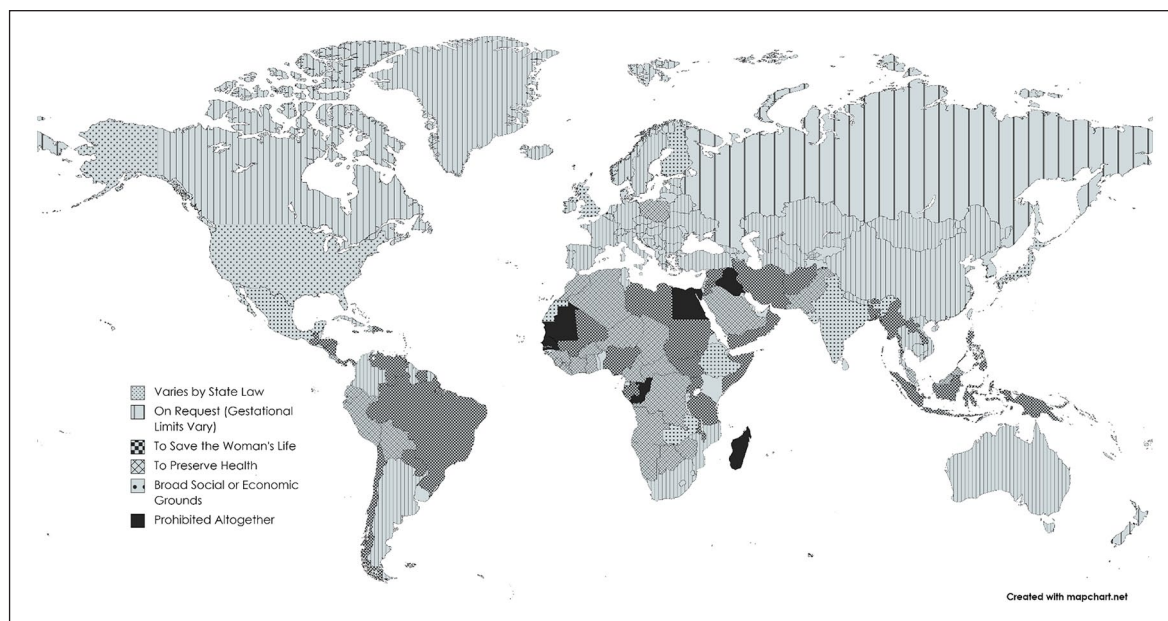 Varies by State Law
On Request (Gestational
Limits Vary)
To Save the Woman's Life
To Preserve Health
Broad Social or Economic
Grounds
Prohibited Altogether
Created with mapchart.net